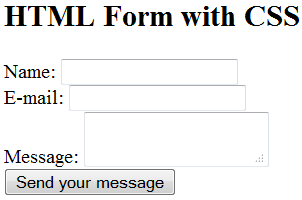 HTML Form with CSS
Name:
E-mail:
Message:
Send your message